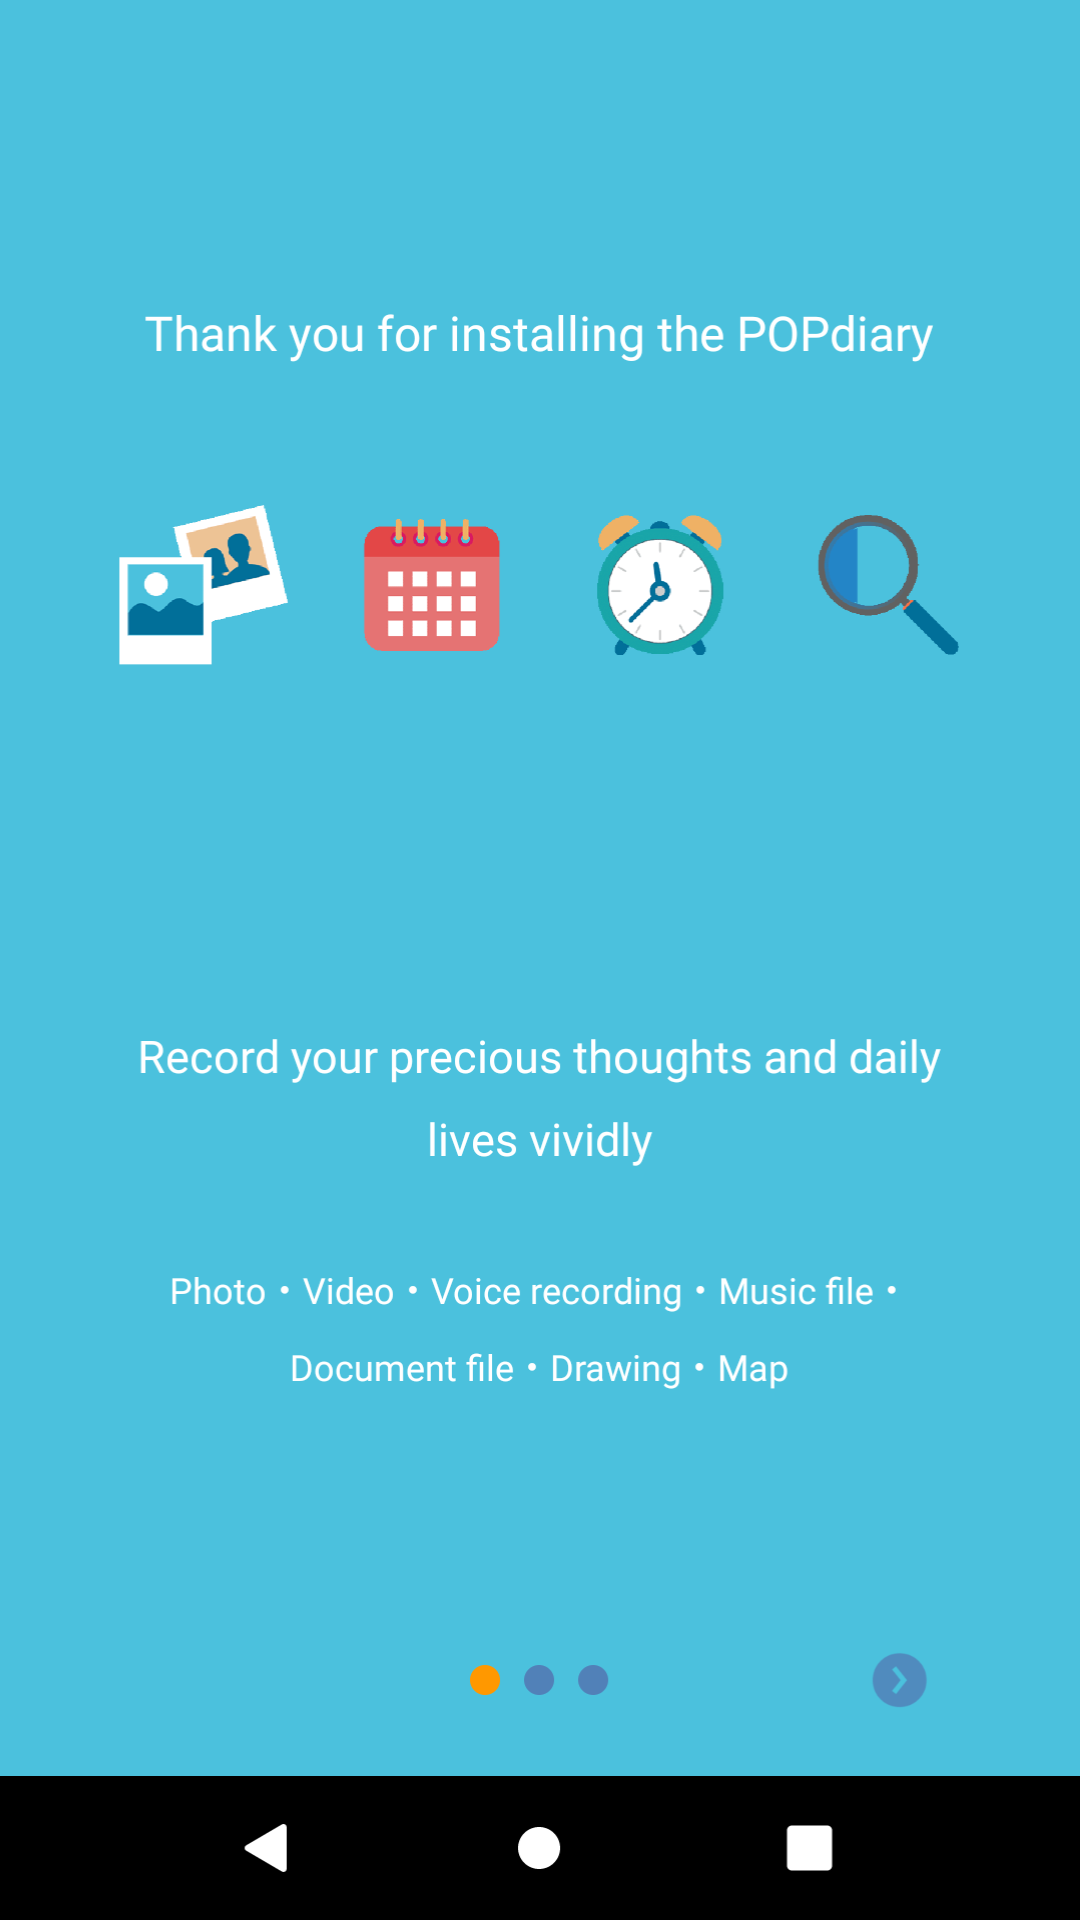 Thank you for installing the POPdiary
Record your precious thoughts and daily
lives vividly
Photo • Video • Voice recording • Music file •
Document file • Drawing • Map